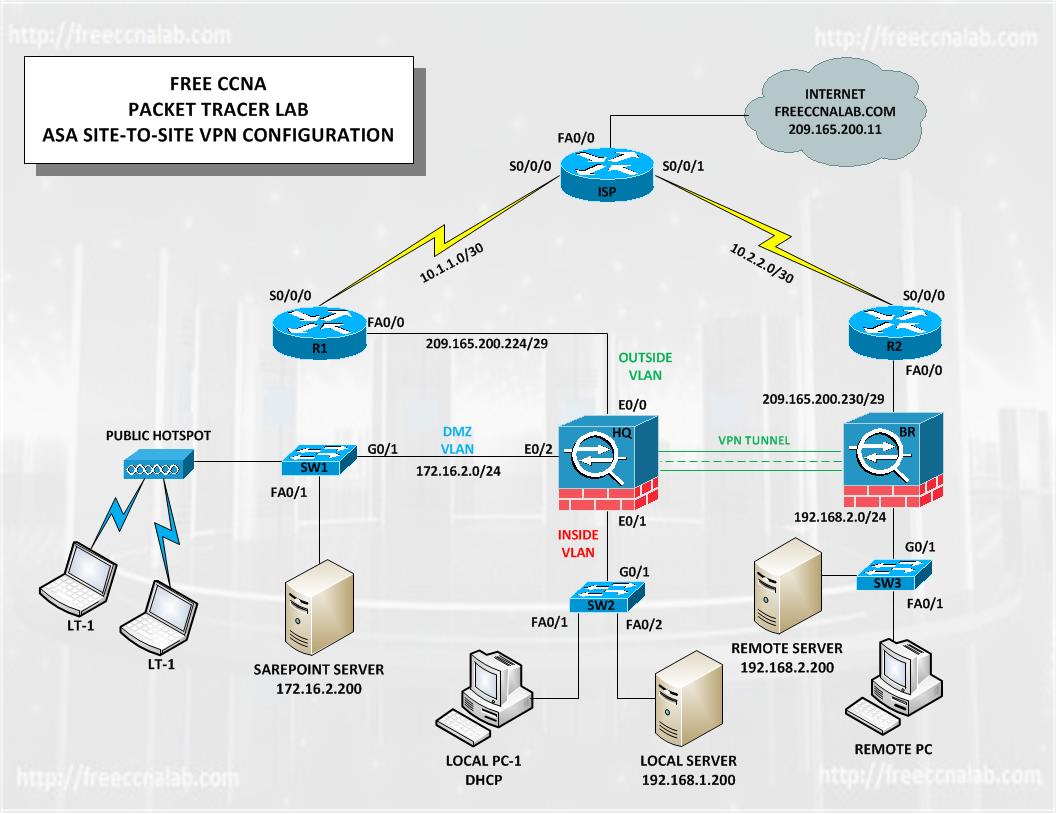 http://freeccnalab.com
http://freeccnalab.com
FREE CCNA
PACKET TRACER LAB
ASA SITE-TO-SITE VPN CONFIGURATION
INTERNET
FREECCNALAB.COM
209.165.200.11
FA0/0
S0/0/0
S0/0/1
ISP
10.1.1.0/30
10.2.2.0/30
S0/0/0
S0/0/0
FA0/0
R1
R2
209.165.200.224/29
OUTSIDE
VLAN
FA0/0
209.165.200.230/29
E0/0
PUBLIC HOTSPOT
DMZ
VLAN
HQ
BR
VPN TUNNEL
G0/1
E0/2
SW1
172.16.2.0/24
FA0/1
E0/1
192.168.2.0/24
INSIDE
VLAN
G0/1
G0/1
SW2
SW3
FA0/1
FA0/1
FA0/2
LT-1
LT-1
SAREPOINT SERVER
172.16.2.200
REMOTE SERVER
192.168.2.200
REMOTE PC
LOCAL PC-1
DHCP
LOCAL SERVER
192.168.1.200
http://freeccnalab.com
http://freeccnalab.com